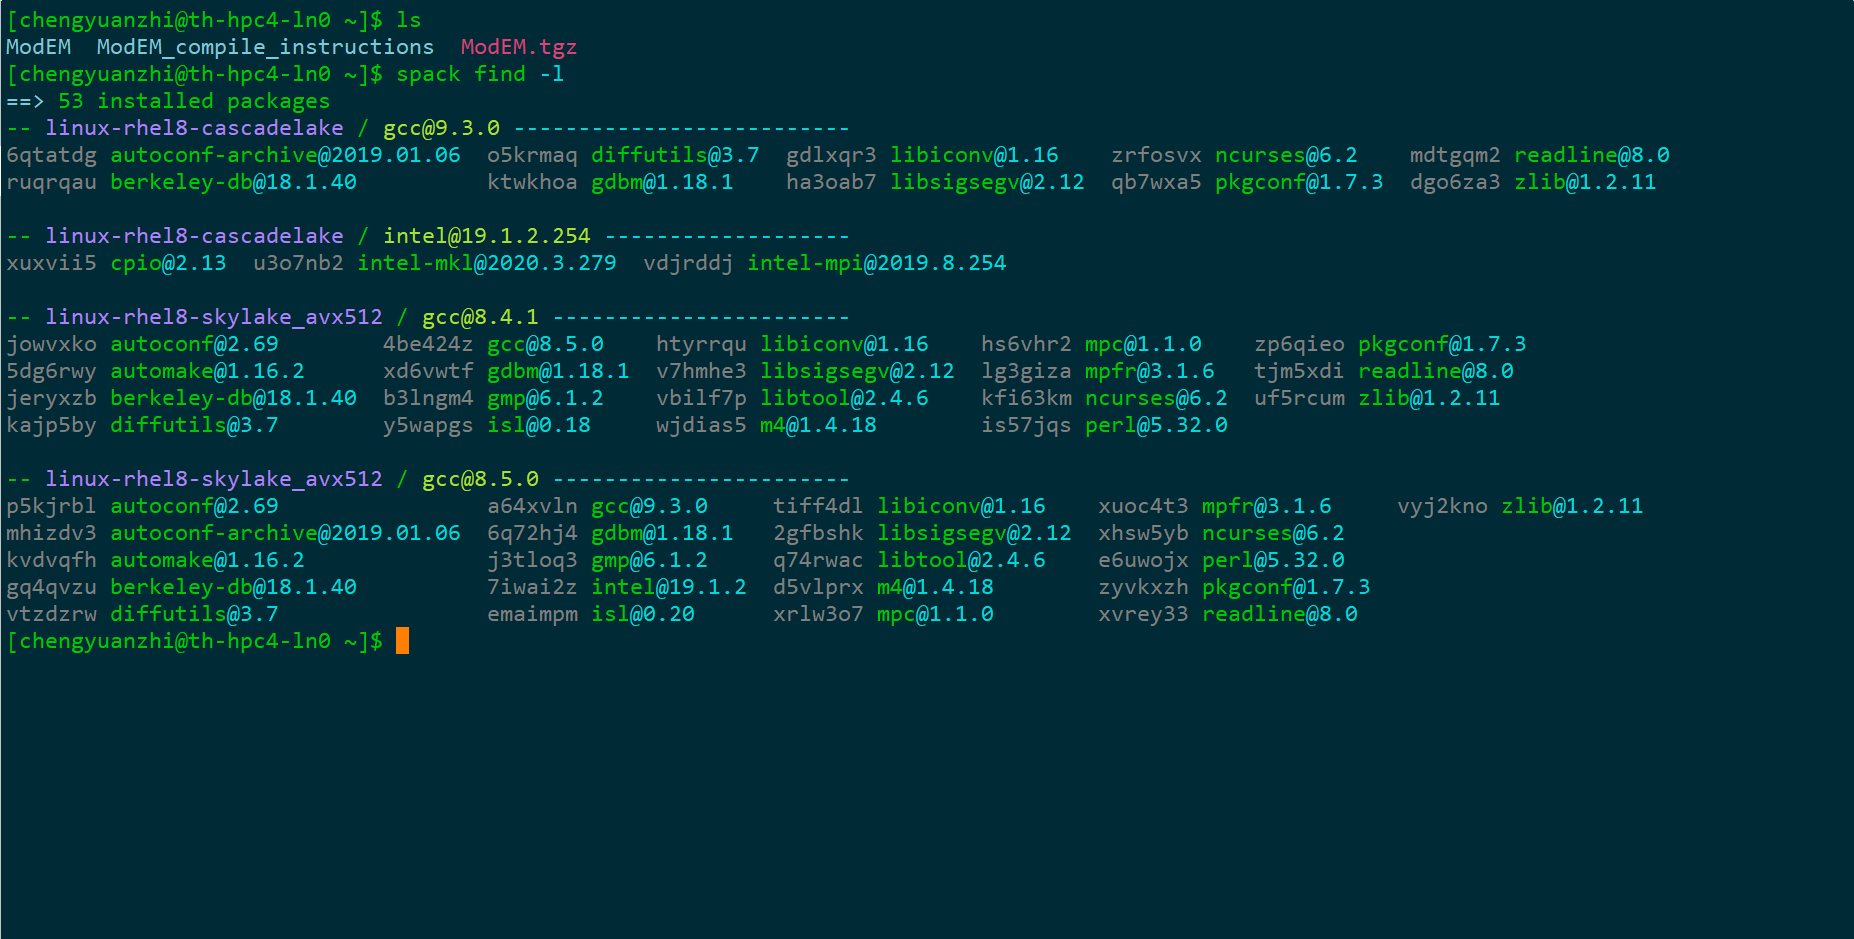 [chengyuanzhi@th-hpc4-ln0 ~]$ ls
ModEM  ModEM_compile_instructions  ModEM.tgz
[chengyuanzhi@th-hpc4-ln0 ~]$ spack find -l
==> 53 installed packages
-- linux-rhel8-cascadelake / gcc@9.3.0 --------------------------
6qtatdg autoconf-archive@2019.01.06  o5krmaq diffutils@3.7  gdlxqr3 libiconv@1.16    zrfosvx ncurses@6.2    mdtgqm2 readline@8.0
ruqrqau berkeley-db@18.1.40          ktwkhoa gdbm@1.18.1    ha3oab7 libsigsegv@2.12  qb7wxa5 pkgconf@1.7.3  dgo6za3 zlib@1.2.11

-- linux-rhel8-cascadelake / intel@19.1.2.254 -------------------
xuxvii5 cpio@2.13  u3o7nb2 intel-mkl@2020.3.279  vdjrddj intel-mpi@2019.8.254

-- linux-rhel8-skylake_avx512 / gcc@8.4.1 -----------------------
jowvxko autoconf@2.69        4be424z gcc@8.5.0    htyrrqu libiconv@1.16    hs6vhr2 mpc@1.1.0    zp6qieo pkgconf@1.7.3
5dg6rwy automake@1.16.2      xd6vwtf gdbm@1.18.1  v7hmhe3 libsigsegv@2.12  lg3giza mpfr@3.1.6   tjm5xdi readline@8.0
jeryxzb berkeley-db@18.1.40  b3lngm4 gmp@6.1.2    vbilf7p libtool@2.4.6    kfi63km ncurses@6.2  uf5rcum zlib@1.2.11
kajp5by diffutils@3.7        y5wapgs isl@0.18     wjdias5 m4@1.4.18        is57jqs perl@5.32.0

-- linux-rhel8-skylake_avx512 / gcc@8.5.0 -----------------------
p5kjrbl autoconf@2.69                a64xvln gcc@9.3.0     tiff4dl libiconv@1.16    xuoc4t3 mpfr@3.1.6     vyj2kno zlib@1.2.11
mhizdv3 autoconf-archive@2019.01.06  6q72hj4 gdbm@1.18.1   2gfbshk libsigsegv@2.12  xhsw5yb ncurses@6.2
kvdvqfh automake@1.16.2              j3tloq3 gmp@6.1.2     q74rwac libtool@2.4.6    e6uwojx perl@5.32.0
gq4qvzu berkeley-db@18.1.40          7iwai2z intel@19.1.2  d5vlprx m4@1.4.18        zyvkxzh pkgconf@1.7.3
vtzdzrw diffutils@3.7                emaimpm isl@0.20      xrlw3o7 mpc@1.1.0        xvrey33 readline@8.0
[chengyuanzhi@th-hpc4-ln0 ~]$